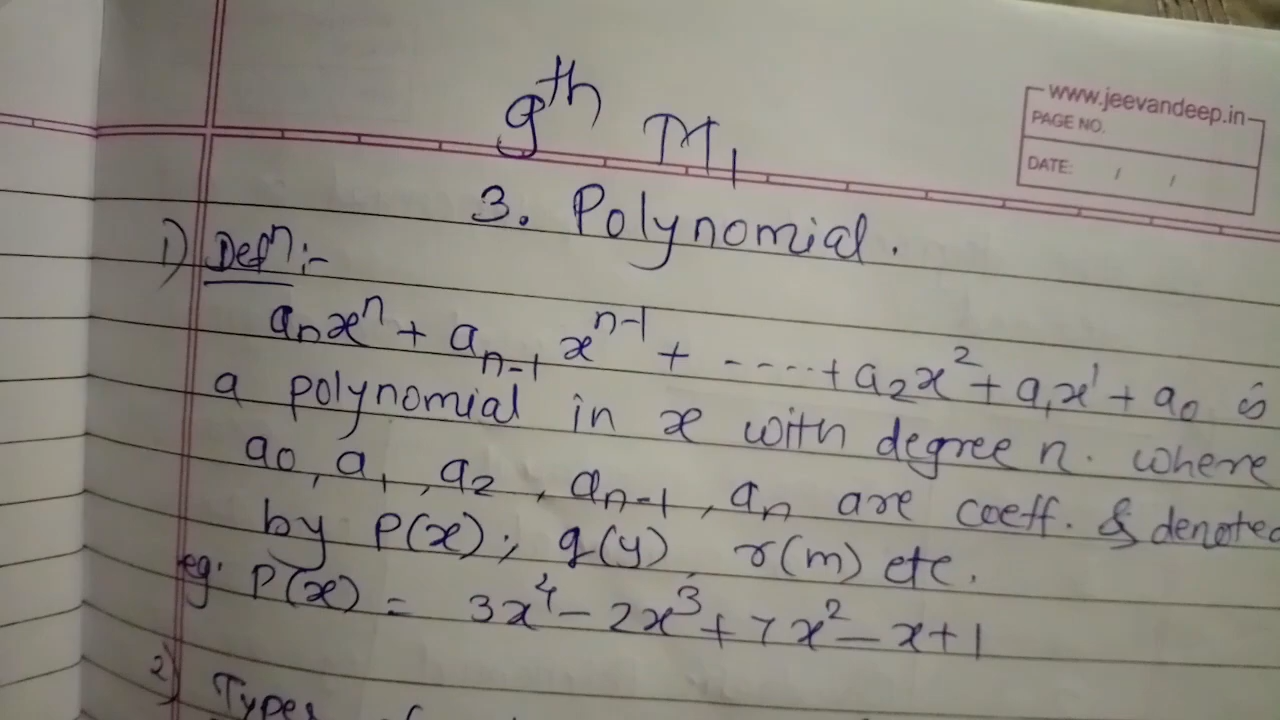 9th M1
www.jeevandeep.in
PAGE NO.
DATE: / /
3. Polynomial.
1) Defⁿ:-
aₙxⁿ + aₙ₋₁ xⁿ⁻¹ + ----+ a₂x² + a₁x¹ + a₀ is
a polynomial in x with degree n. where
a₀, a₁, a₂, aₙ₋₁, aₙ are coeff. & denoted
by p(x); q(y) r(m) etc.
eg. P(x) = 3x⁴ - 2x³ + 7x² - x + 1
2) Types